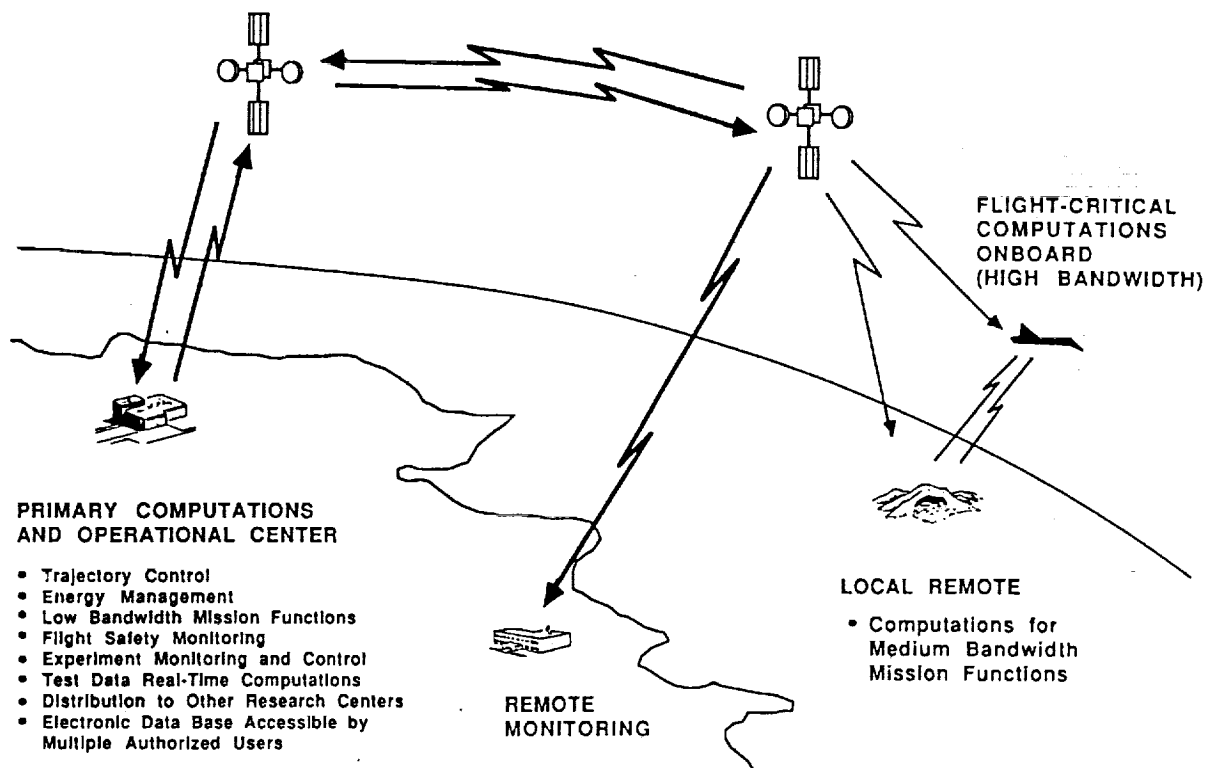 FLIGHT-CRITICAL
COMPUTATIONS
ONBOARD
(HIGH BANDWIDTH)
PRIMARY COMPUTATIONS
AND OPERATIONAL CENTER
• Trajectory Control
• Energy Management
• Low Bandwidth Mission Functions
• Flight Safety Monitoring
• Experiment Monitoring and Control
• Test Data Real-Time Computations
• Distribution to Other Research Centers
• Electronic Data Base Accessible by
Multiple Authorized Users
REMOTE
MONITORING
LOCAL REMOTE
• Computations for
Medium Bandwidth
Mission Functions